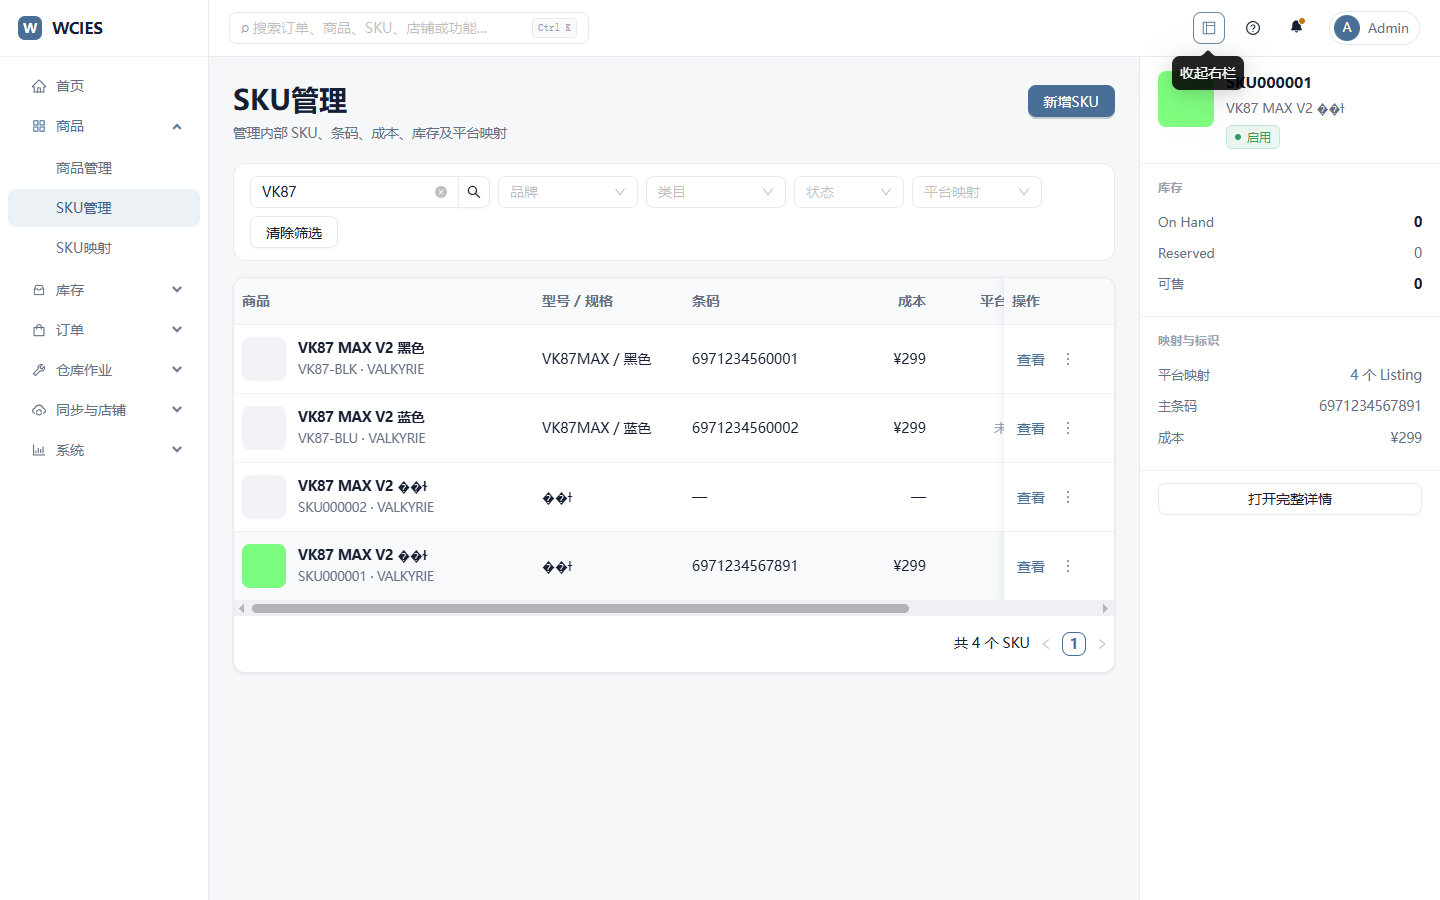 W WCIES
搜索订单、商品、SKU、店铺或功能...
Ctrl K
A Admin
收起右栏
首页
商品
商品管理
SKU管理
SKU映射
库存
订单
仓库作业
同步与店铺
系统
SKU管理
管理内部 SKU、条码、成本、库存及平台映射
新增SKU
VK87
品牌
类目
状态
平台映射
清除筛选
商品 型号 / 规格 条码 成本 平台 操作
VK87 MAX V2 黑色
VK87-BLK · VALKYRIE
VK87MAX / 黑色 6971234560001 ¥299 查看
VK87 MAX V2 蓝色
VK87-BLU · VALKYRIE
VK87MAX / 蓝色 6971234560002 ¥299 未 查看
VK87 MAX V2 ��ɫ
SKU000002 · VALKYRIE
��ɫ — — 查看
VK87 MAX V2 ��ɫ
SKU000001 · VALKYRIE
��ɫ 6971234567891 ¥299 查看
共 4 个 SKU
1
SKU000001
VK87 MAX V2 ��ɫ
启用
库存
On Hand 0
Reserved 0
可售 0
映射与标识
平台映射 4 个 Listing
主条码 6971234567891
成本 ¥299
打开完整详情